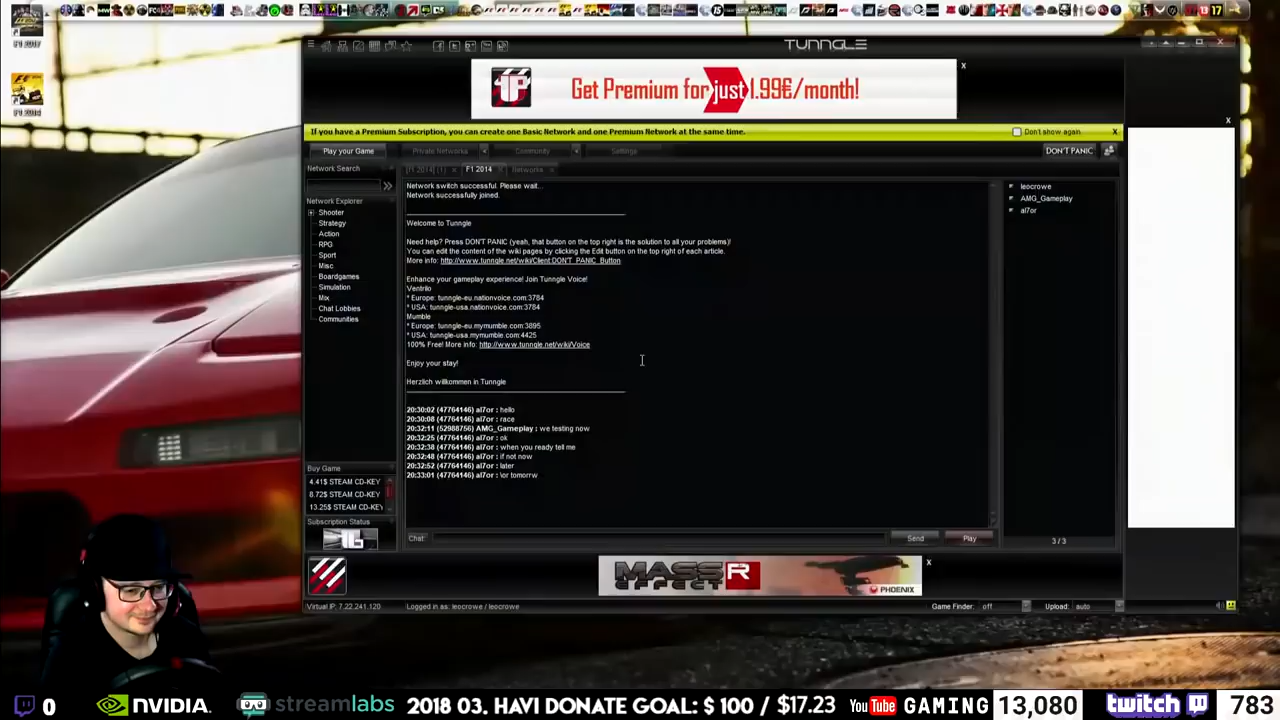 F1 2017
F1 2014
TUNNGLE
Get Premium for just 1.99€/month!
If you have a Premium Subscription, you can create one Basic Network and one Premium Network at the same time.
Don't show again.
Play your Game
Private Networks
Community
Settings
DON'T PANIC
Network Search
[f1 2014] (1)
F1 2014
Networks
Network Explorer
Shooter
Strategy
Action
RPG
Sport
Misc
Boardgames
Simulation
Mix
Chat Lobbies
Communities
Network switch successful. Please wait...
Network successfully joined.
Welcome to Tunngle
Need help? Press DON'T PANIC (yeah, that button on the top right is the solution to all your problems)!
You can edit the content of the wiki pages by clicking the Edit button on the top right of each article.
More info: http://www.tunngle.net/wiki/Client:DON'T_PANIC_Button
Enhance your gameplay experience! Join Tunngle Voice!
Ventrilo
* Europe: tunngle-eu.nationvoice.com:3784
* USA: tunngle-usa.nationvoice.com:3784
Mumble
* Europe: tunngle-eu.mymumble.com:3895
* USA: tunngle-usa.mymumble.com:4425
100% Free! More info: http://www.tunngle.net/wiki/Voice
Enjoy your stay!
Herzlich willkommen in Tunngle
20:30:02 (47764146) al7or : hello
20:30:08 (47764146) al7or : race
20:32:11 (52988756) AMG_Gameplay : we testing now
20:32:25 (47764146) al7or : ok
20:32:38 (47764146) al7or : when you ready tell me
20:32:48 (47764146) al7or : if not now
20:32:52 (47764146) al7or : later
20:33:01 (47764146) al7or : \or tomorrw
leocrowe
AMG_Gameplay
al7or
Buy Game
4.41$ STEAM CD-KEY
8.72$ STEAM CD-KEY
13.25$ STEAM CD-KEY
Subscription Status
Chat:
Send
Play
3 / 3
MASS R
PHOENIX
Virtual IP: 7.22.241.120
Logged in as: leocrowe / leocrowe
Game Finder: off
Upload: auto
0
NVIDIA.
streamlabs
2018 03. HAVI DONATE GOAL: $ 100 / $17.23
YouTube GAMING 13,080
twitch 783